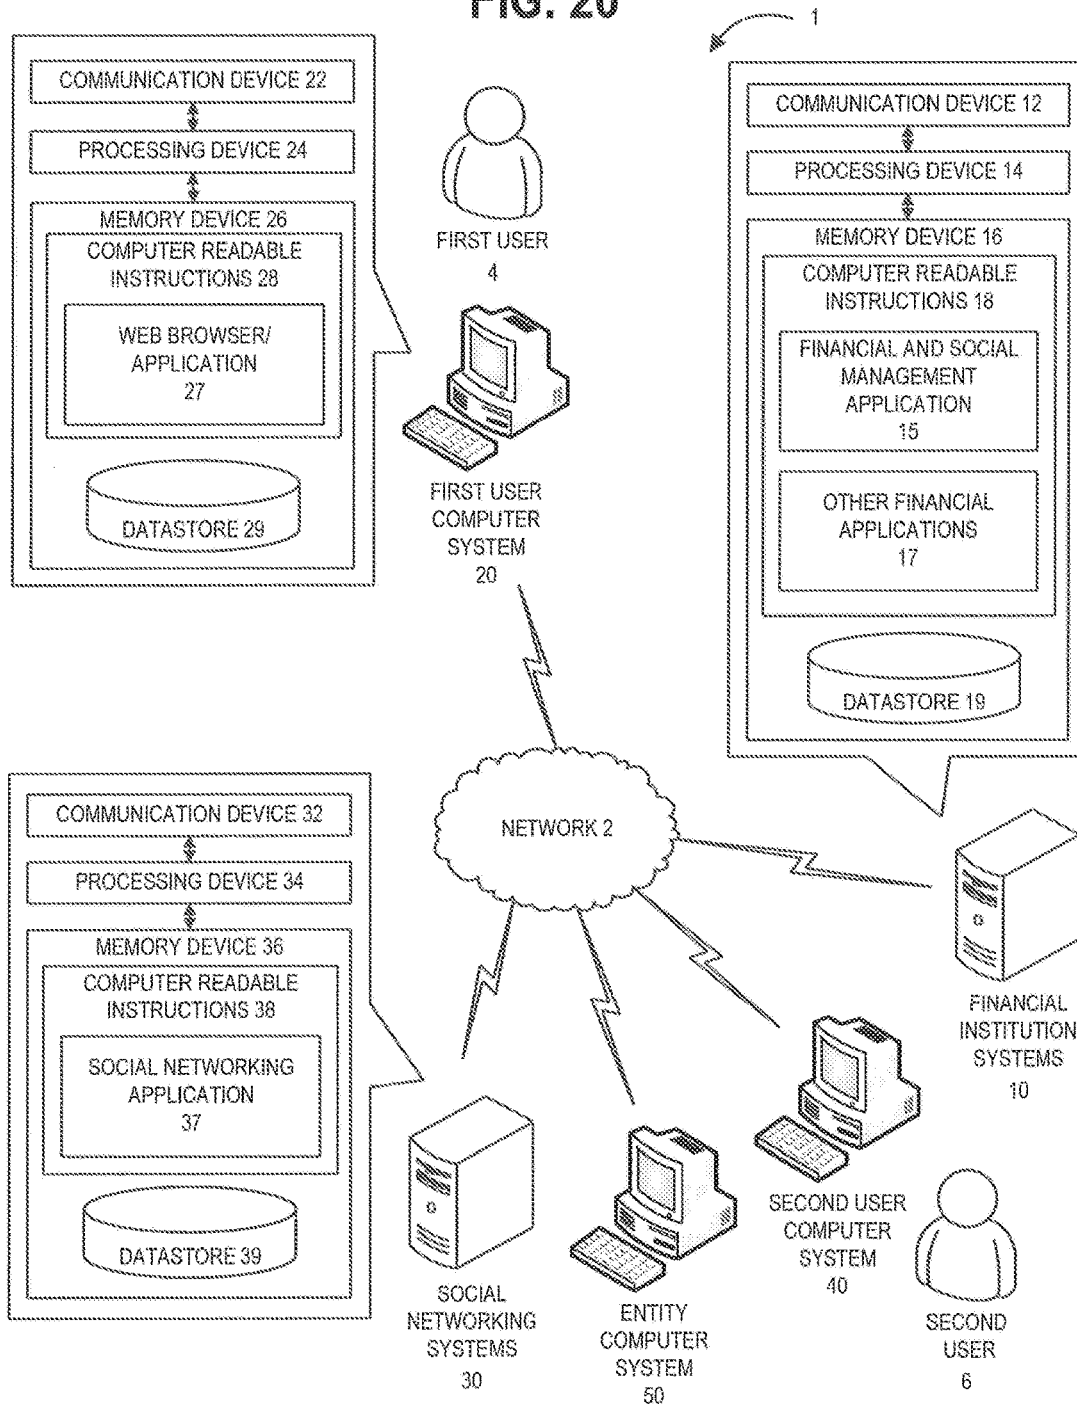 FIG. 20
1
COMMUNICATION DEVICE 22
PROCESSING DEVICE 24
MEMORY DEVICE 26
COMPUTER READABLE
INSTRUCTIONS 28
WEB BROWSER/
APPLICATION
27
DATASTORE 29
FIRST USER
4
FIRST USER
COMPUTER
SYSTEM
20
COMMUNICATION DEVICE 12
PROCESSING DEVICE 14
MEMORY DEVICE 16
COMPUTER READABLE
INSTRUCTIONS 18
FINANCIAL AND SOCIAL
MANAGEMENT
APPLICATION
15
OTHER FINANCIAL
APPLICATIONS
17
DATASTORE 19
NETWORK 2
COMMUNICATION DEVICE 32
PROCESSING DEVICE 34
MEMORY DEVICE 36
COMPUTER READABLE
INSTRUCTIONS 38
SOCIAL NETWORKING
APPLICATION
37
DATASTORE 39
FINANCIAL
INSTITUTION
SYSTEMS
10
SOCIAL
NETWORKING
SYSTEMS
30
ENTITY
COMPUTER
SYSTEM
50
SECOND USER
COMPUTER
SYSTEM
40
SECOND
USER
6